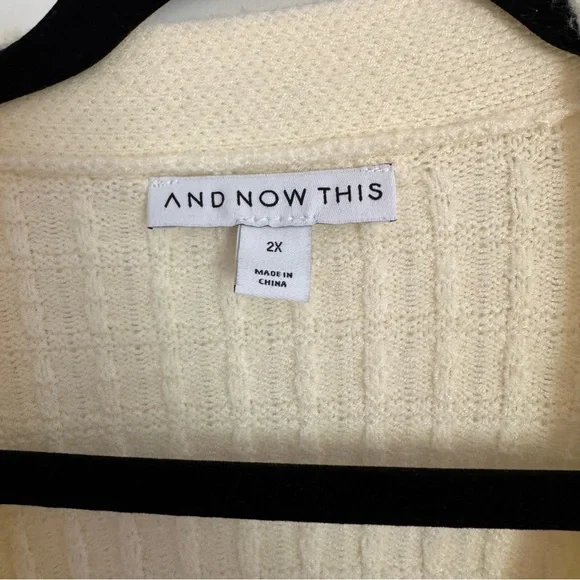 AND NOW THIS
2X
MADE IN
CHINA